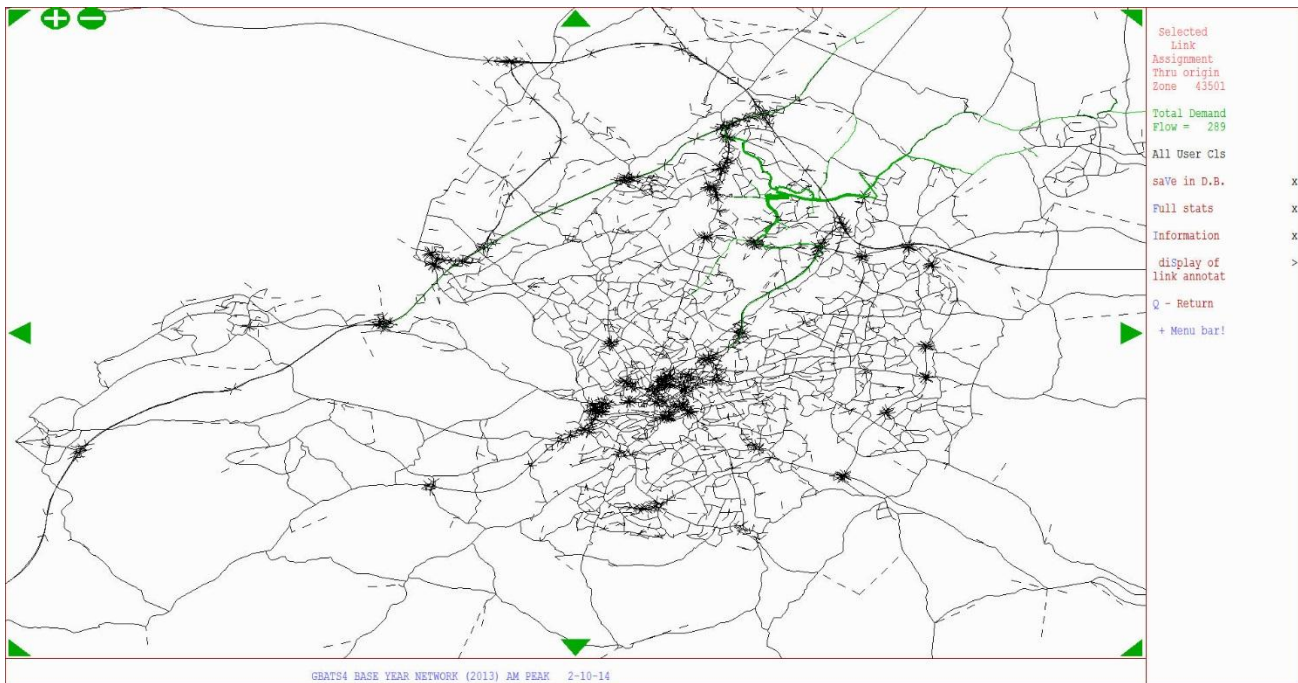 Selected
Link
Assignment
Thru origin
Zone 43501
Total Demand
Flow = 289
All User Cls
saVe in D.B. x
Full stats x
Information x
diSplay of >
link annotat
Q - Return
+ Menu bar!
GBATS4 BASE YEAR NETWORK (2013) AM PEAK 2-10-14